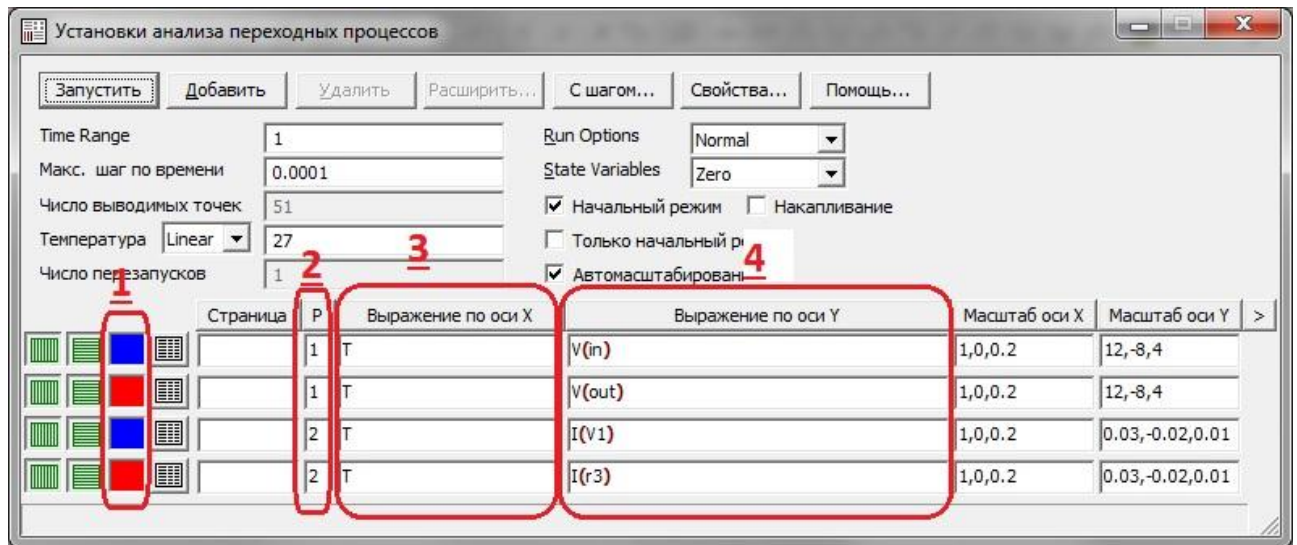 Установки анализа переходных процессов
Запустить Добавить Удалить Расширить... С шагом... Свойства... Помощь...
Time Range 1 Run Options Normal
Макс. шаг по времени 0.0001 State Variables Zero
Число выводимых точек 51 Начальный режим Накапливание
Температура Linear 27 3 Только начальный
Число перезапусков 1 2 Автомасштабировани 4
1
Страница P Выражение по оси X Выражение по оси Y Масштаб оси X Масштаб оси Y >
1 T V(in) 1,0,0.2 12,-8,4
1 T V(out) 1,0,0.2 12,-8,4
2 T I(V1) 1,0,0.2 0.03,-0.02,0.01
2 T I(r3) 1,0,0.2 0.03,-0.02,0.01